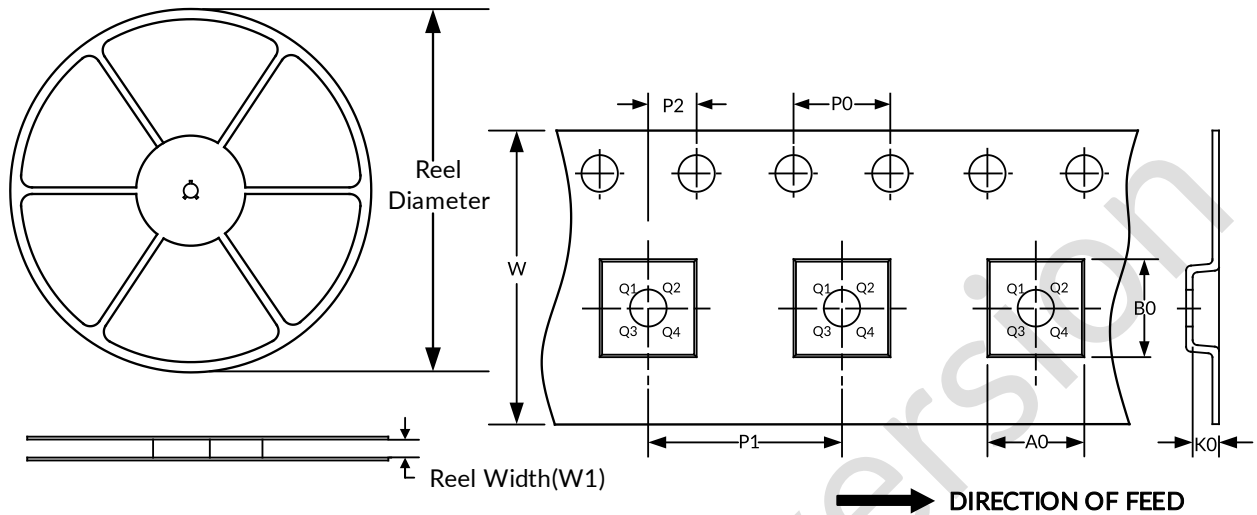 Reel
Diameter
Reel Width(W1)
P2
P0
W
Q1 Q2
Q3 Q4
Q1 Q2
Q3 Q4
Q1 Q2
Q3 Q4
B0
P1
A0
K0
DIRECTION OF FEED
ersion